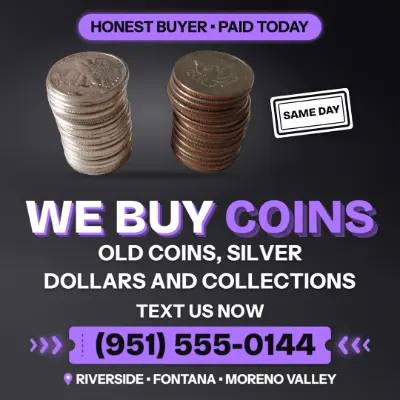 HONEST BUYER • PAID TODAY
SAME DAY
WE BUY COINS
OLD COINS, SILVER
DOLLARS AND COLLECTIONS
TEXT US NOW
(951) 555-0144
RIVERSIDE • FONTANA • MORENO VALLEY